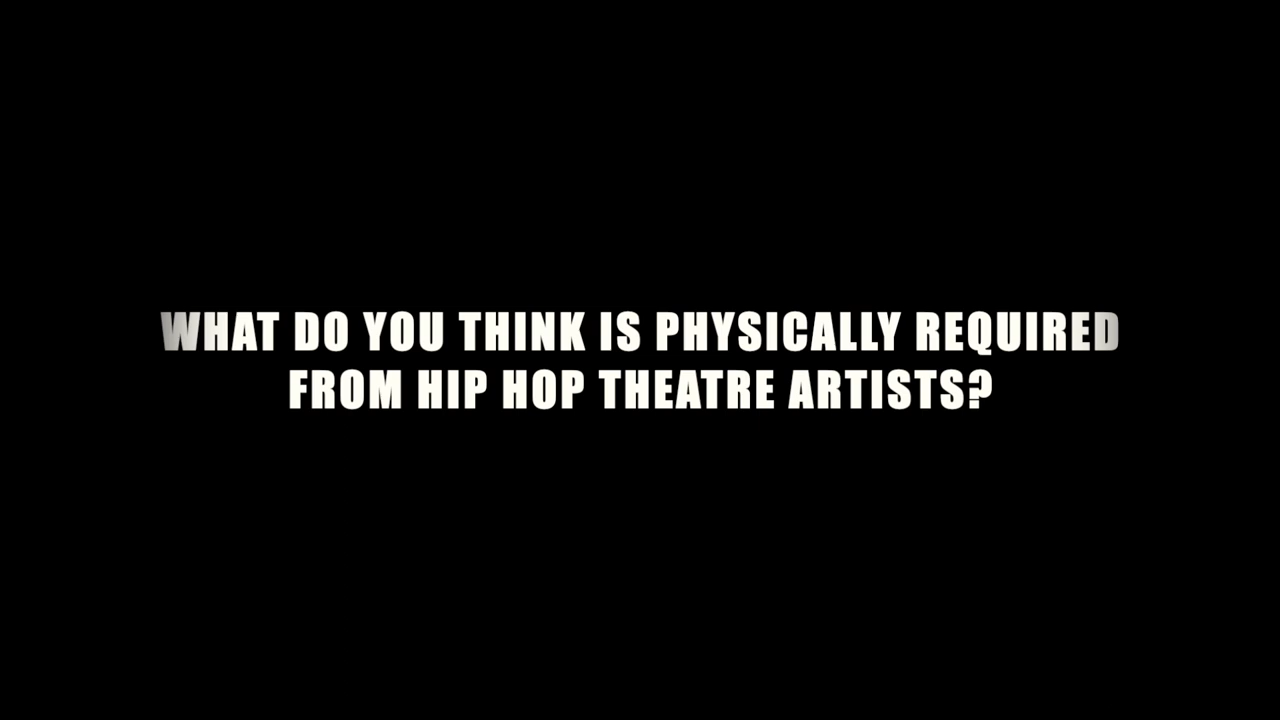 WHAT DO YOU THINK IS PHYSICALLY REQUIRED
FROM HIP HOP THEATRE ARTISTS?